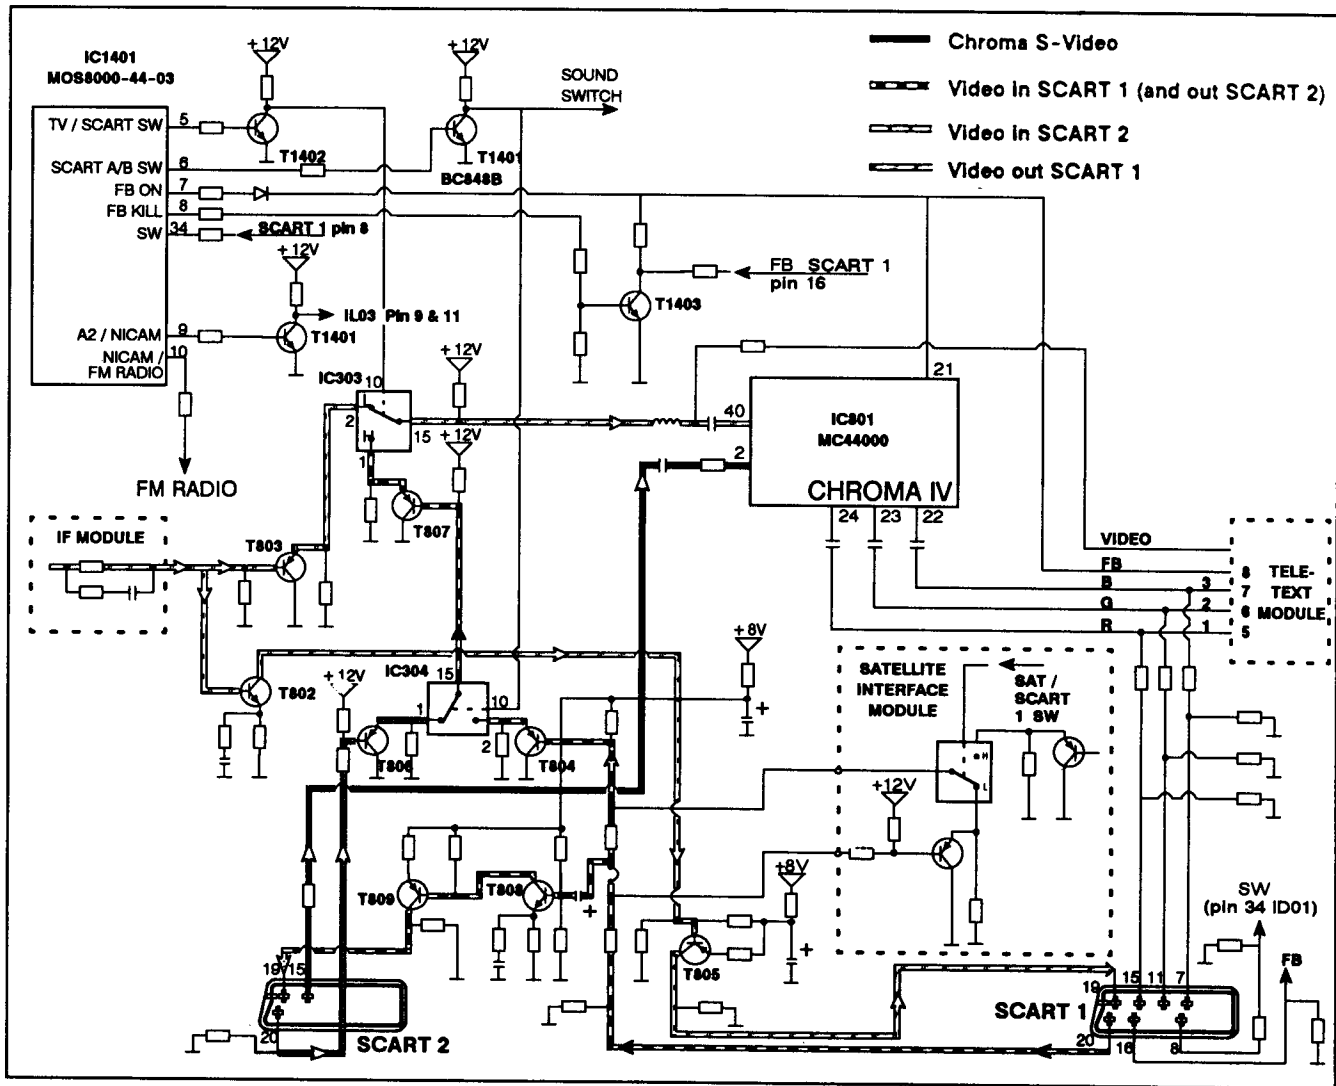 IC1401
MOS8000-44-03
+12V
+12V
SOUND
SWITCH
Chroma S-Video
Video in SCART 1 (and out SCART 2)
Video in SCART 2
Video out SCART 1
TV / SCART SW
5
T1402
SCART A/B SW
6
T1401
BC848B
FB ON
7
FB KILL
8
SW
34
SCART 1 pin 8
+12V
FB SCART 1
pin 16
T1403
IL03 Pin 9 & 11
A2 / NICAM
9
T1401
NICAM /
FM RADIO
10
IC303
10
+12V
2
15
H
1
+12V
T807
FM RADIO
21
40
IC801
MC44000
2
CHROMA IV
24
23
22
IF MODULE
T803
VIDEO
FB
B
G
R
8
3
7
2
6
1
5
TELE-
TEXT
MODULE
T802
+12V
IC304
15
1
10
2
T806
T804
+8V
SATELLITE
INTERFACE
MODULE
SAT /
SCART
1 SW
H
L
+12V
+
T809
T808
+
+8V
+
T805
SW
(pin 34 ID01)
FB
19
15
20
SCART 2
SCART 1
19
15
11
7
20
16
8